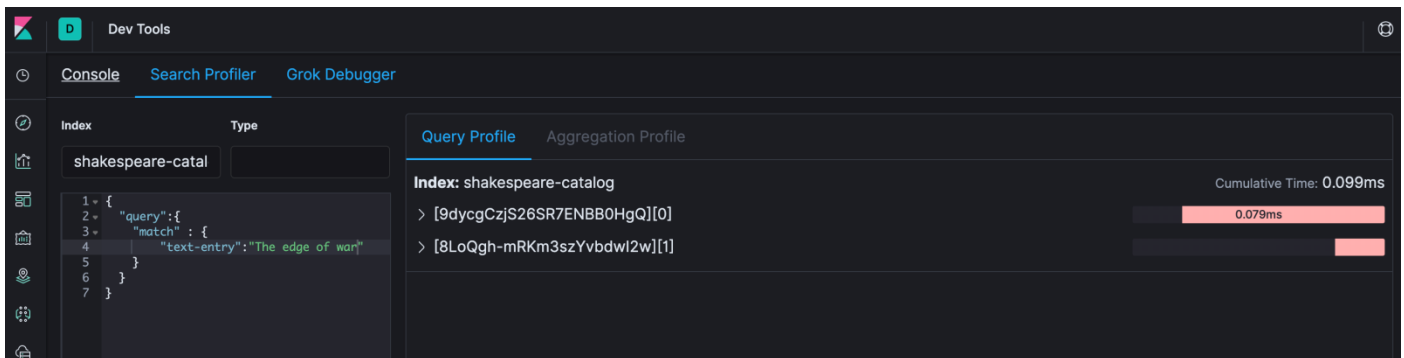 D Dev Tools
Console Search Profiler Grok Debugger
Index Type
shakespeare-catal
1 {
2 "query":{
3 "match" : {
4 "text-entry":"The edge of war"
5 }
6 }
7 }
Query Profile Aggregation Profile
Index: shakespeare-catalog Cumulative Time: 0.099ms
> [9dycgCzjS26SR7ENBB0HgQ][0] 0.079ms
> [8LoQgh-mRKm3szYvbdwI2w][1]